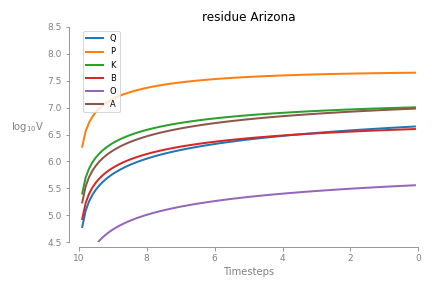 residue Arizona
8.5
8.0
7.5
7.0
6.5
6.0
5.5
5.0
4.5
log₁₀V
Q
P
K
B
O
A
10 8 6 4 2 0
Timesteps